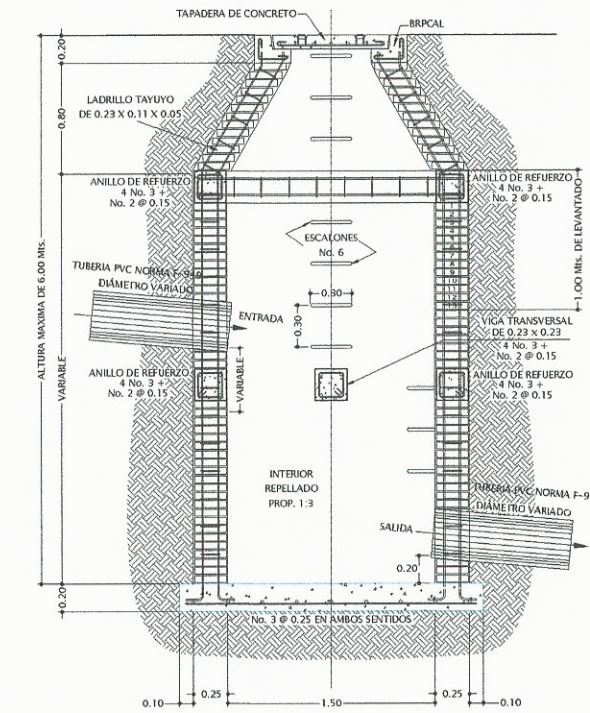 TAPADERA DE CONCRETO
BRPCAL
0.20
0.80
LADRILLO TAYUYO
DE 0.23 X 0.11 X 0.05
ANILLO DE REFUERZO
4 No. 3 +
No. 2 @ 0.15
ANILLO DE REFUERZO
4 No. 3 +
No. 2 @ 0.15
ESCALONES
No. 6
1.00 Mts. DE LEVANTADO
TUBERIA PVC NORMA F-949
DIÁMETRO VARIADO
ENTRADA
0.30
0.30
VIGA TRANSVERSAL
DE 0.23 x 0.23
4 No. 3 +
No. 2 @ 0.15
ALTURA MAXIMA DE 6.00 Mts.
VARIABLE
ANILLO DE REFUERZO
4 No. 3 +
No. 2 @ 0.15
VARIABLE
ANILLO DE REFUERZO
4 No. 3 +
No. 2 @ 0.15
INTERIOR
REPELLADO
PROP. 1:3
TUBERIA PVC NORMA F-9
DIÁMETRO VARIADO
SALIDA
0.20
0.20
No. 3 @ 0.25 EN AMBOS SENTIDOS
0.10
0.25
1.50
0.25
0.10